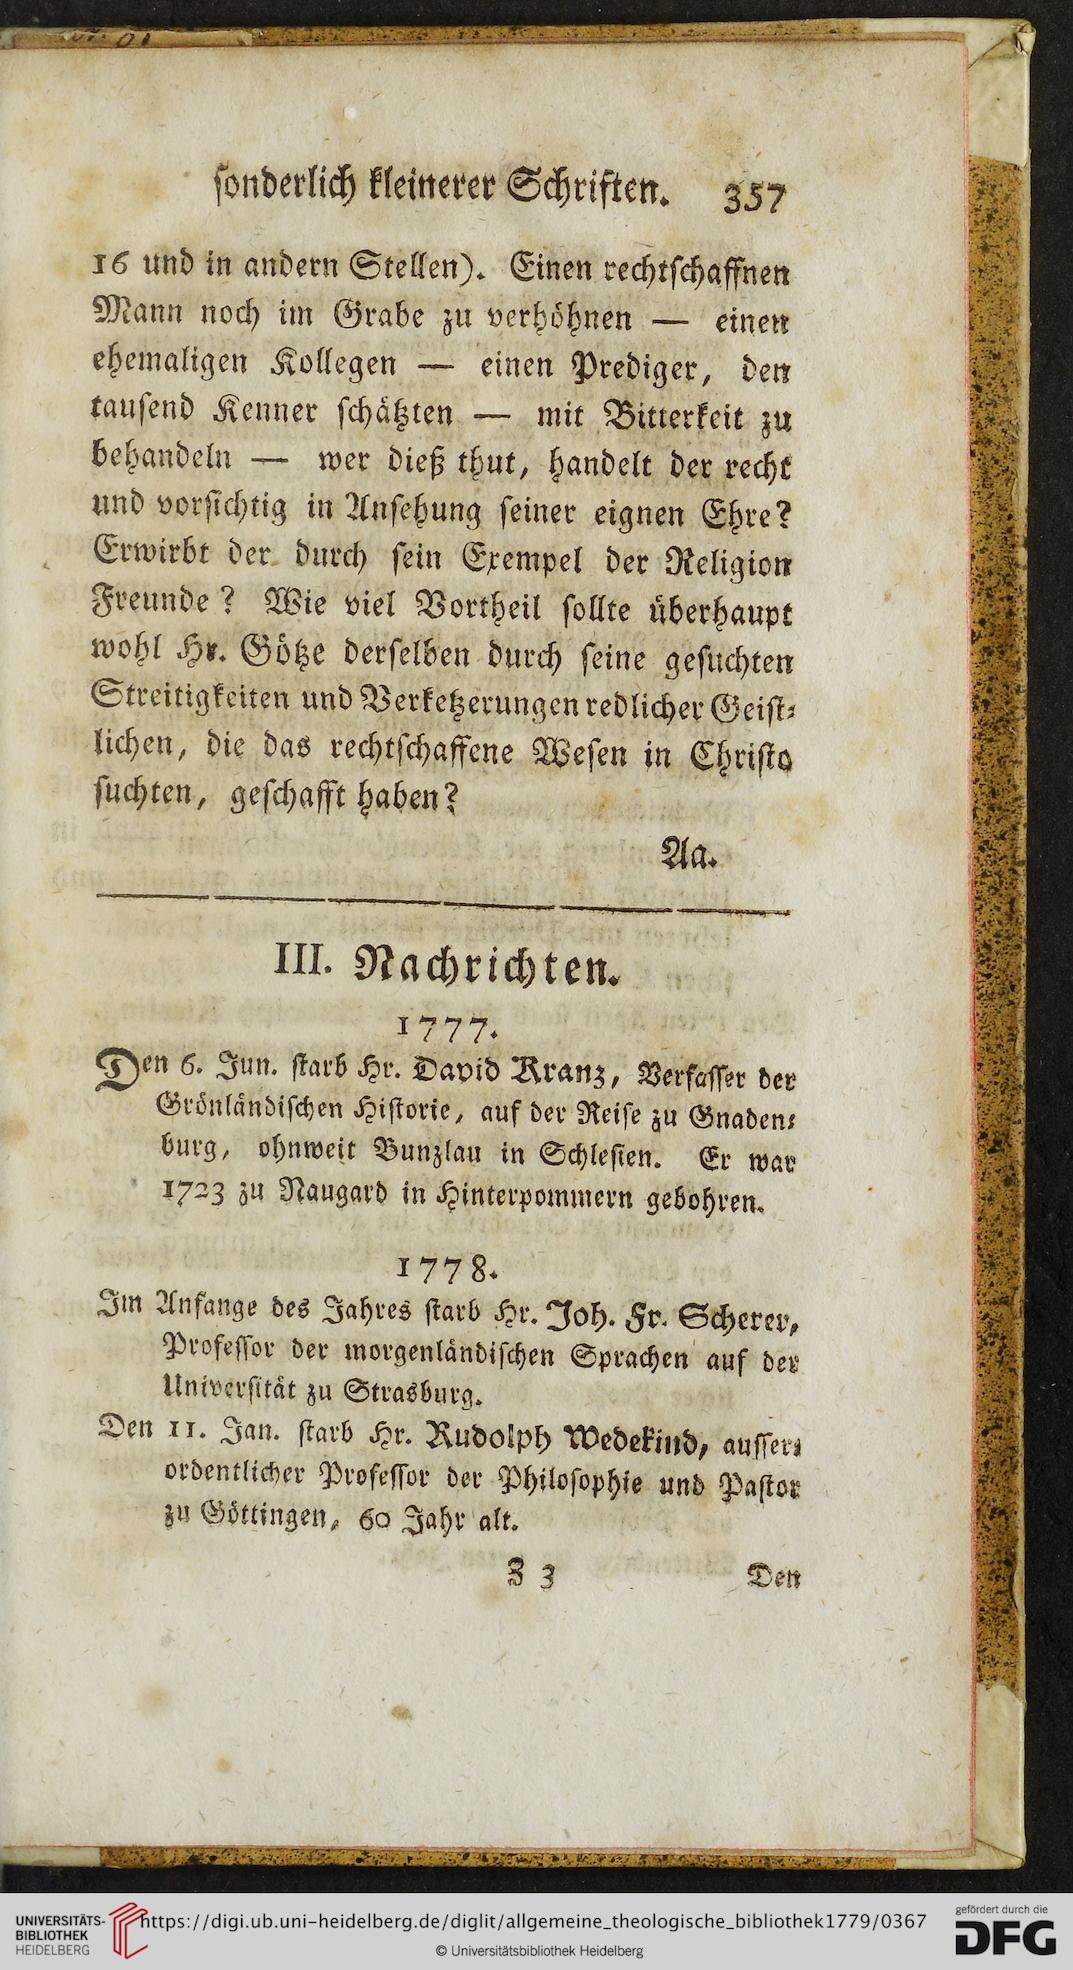 sonderlich kleinerer Schriften. 357
16 und in andern Stellen). Einen rechtschaffnen
Mann noch im Grabe zu verhöhnen — einen
ehemaligen Kollegen — einen Prediger, den
tausend Kenner schätzten — mit Bitterkeit zu
behandeln — wer dieß thut, handelt der recht
und vorsichtig in Ansehung seiner eignen Ehre?
Erwirbt der durch sein Exempel der Religion
Freunde? Wie viel Vortheil sollte überhaupt
wohl Hr. Götze derselben durch seine gesuchten
Streitigkeiten und Verketzerungen redlicher Geist-
lichen, die das rechtschaffene Wesen in Christo
suchten, geschafft haben?
Aa.
III. Nachrichten.
1777.
Den 6. Jun. starb Hr. David Kranz, Verfasser der
Grönländischen Historie, auf der Reise zu Gnaden-
burg, ohnweit Bunzlau in Schlesien. Er war
1723 zu Naugard in Hinterpommern gebohren.
1778.
Im Anfange des Jahres starb Hr. Joh. Fr. Scherer,
Professor der morgenländischen Sprachen auf der
Universität zu Strasburg.
Den 11. Jan. starb Hr. Rudolph Wedekind, ausser-
ordentlicher Professor der Philosophie und Pastor
zu Göttingen, 60 Jahr alt.
Z 3 Den
UNIVERSITÄTS-
BIBLIOTHEK
HEIDELBERG
https://digi.ub.uni-heidelberg.de/diglit/allgemeine_theologische_bibliothek1779/0367
© Universitätsbibliothek Heidelberg
gefördert durch die
DFG